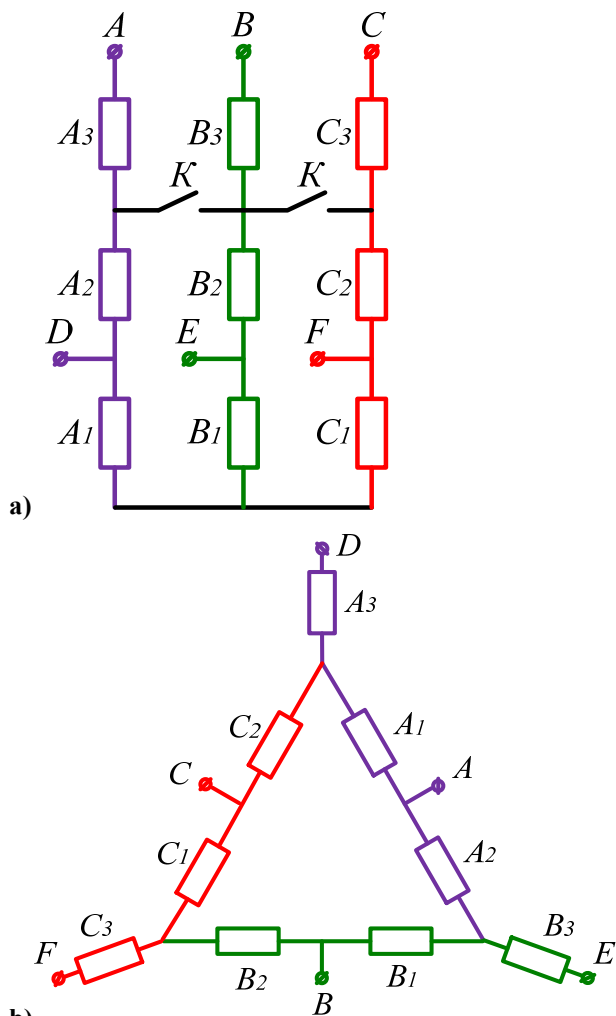 A B C
A3 B3 C3
K K
A2 B2 C2
D E F
A1 B1 C1
a)
D
A3
C2 A1
C A
C1 A2
C3 B3
F E
B2 B1
B
b)